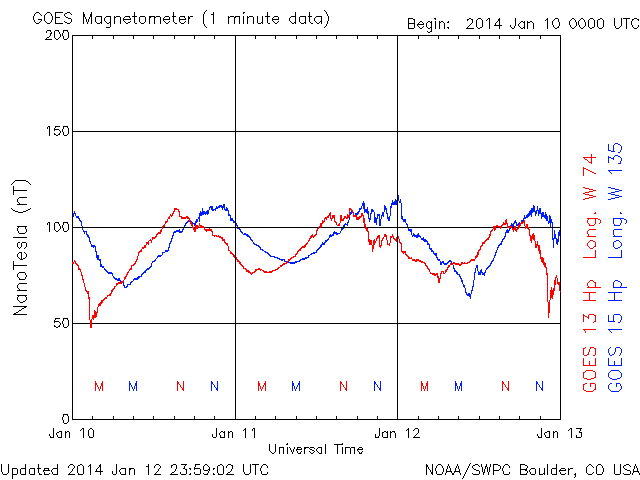 GOES Magnetometer (1 minute data)
Begin: 2014 Jan 10 0000 UTC
200
150
100
50
0
NanoTesla (nT)
M M N N M M N N M M N N
Jan 10 Jan 11 Jan 12 Jan 13
Universal Time
GOES 13 Hp Long. W 74
GOES 15 Hp Long. W 135
Updated 2014 Jan 12 23:59:02 UTC
NOAA/SWPC Boulder, CO USA